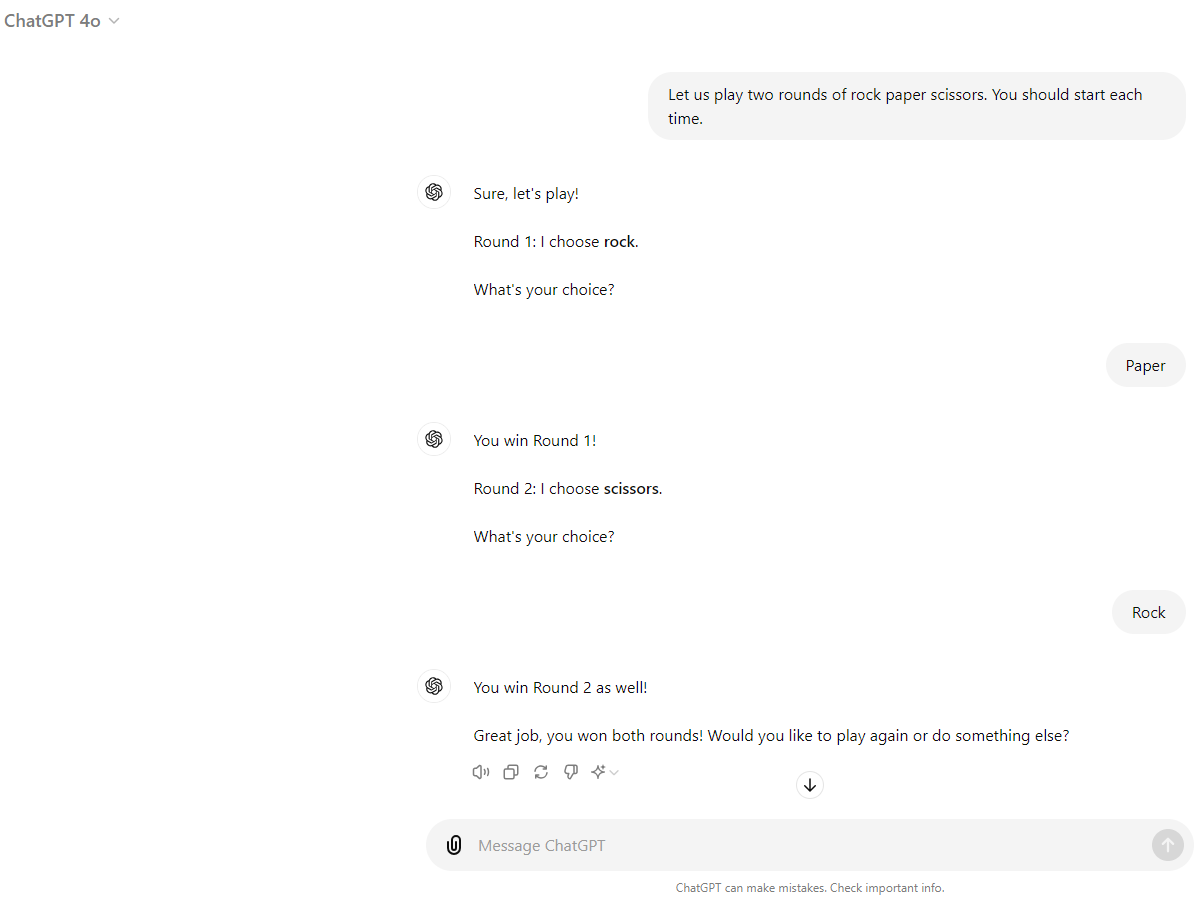 ChatGPT 4o
Let us play two rounds of rock paper scissors. You should start each
time.
Sure, let's play!
Round 1: I choose rock.
What's your choice?
Paper
You win Round 1!
Round 2: I choose scissors.
What's your choice?
Rock
You win Round 2 as well!
Great job, you won both rounds! Would you like to play again or do something else?
Message ChatGPT
ChatGPT can make mistakes. Check important info.